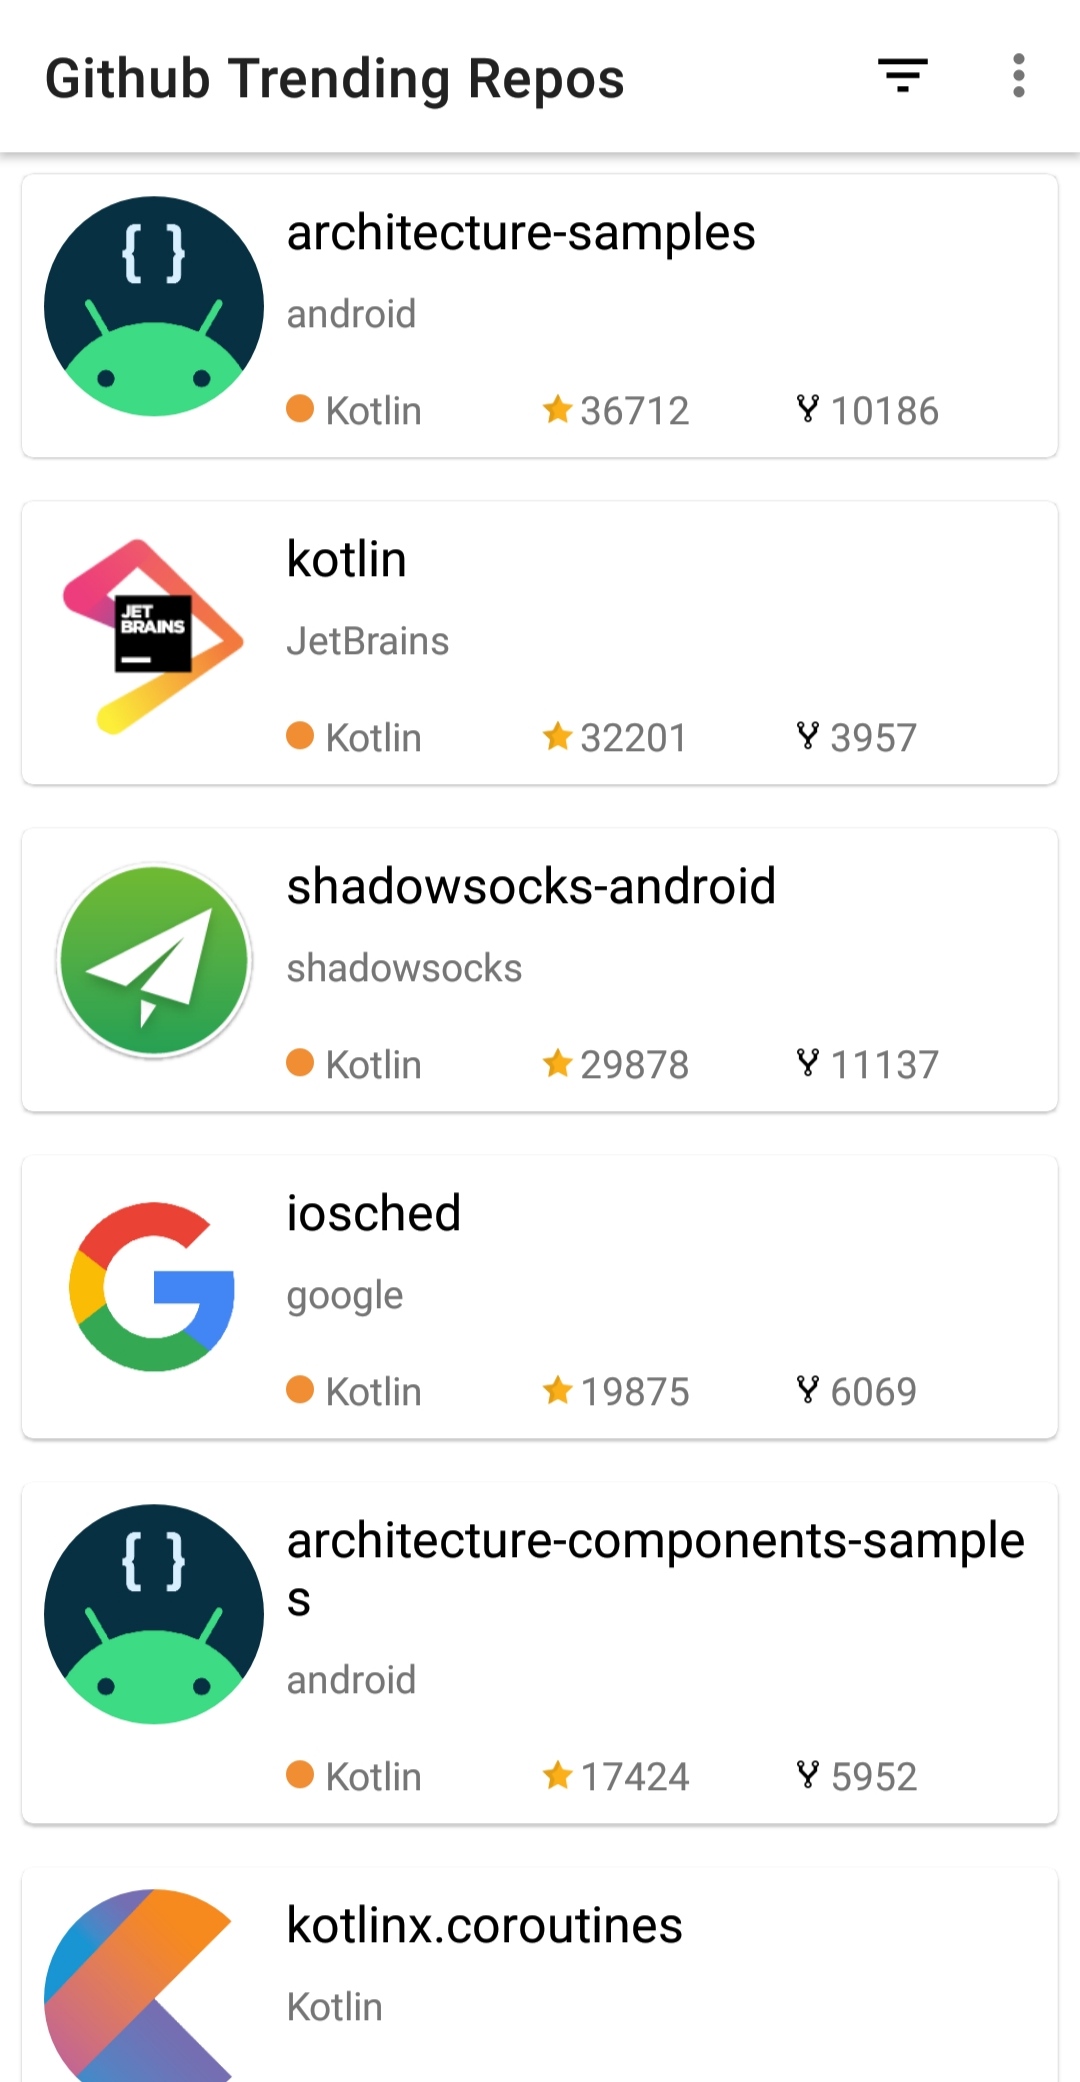 Github Trending Repos
{ }
architecture-samples
android
Kotlin 36712 10186
JET
BRAINS
kotlin
JetBrains
Kotlin 32201 3957
shadowsocks-android
shadowsocks
Kotlin 29878 11137
iosched
google
Kotlin 19875 6069
{ }
architecture-components-sample
s
android
Kotlin 17424 5952
kotlinx.coroutines
Kotlin